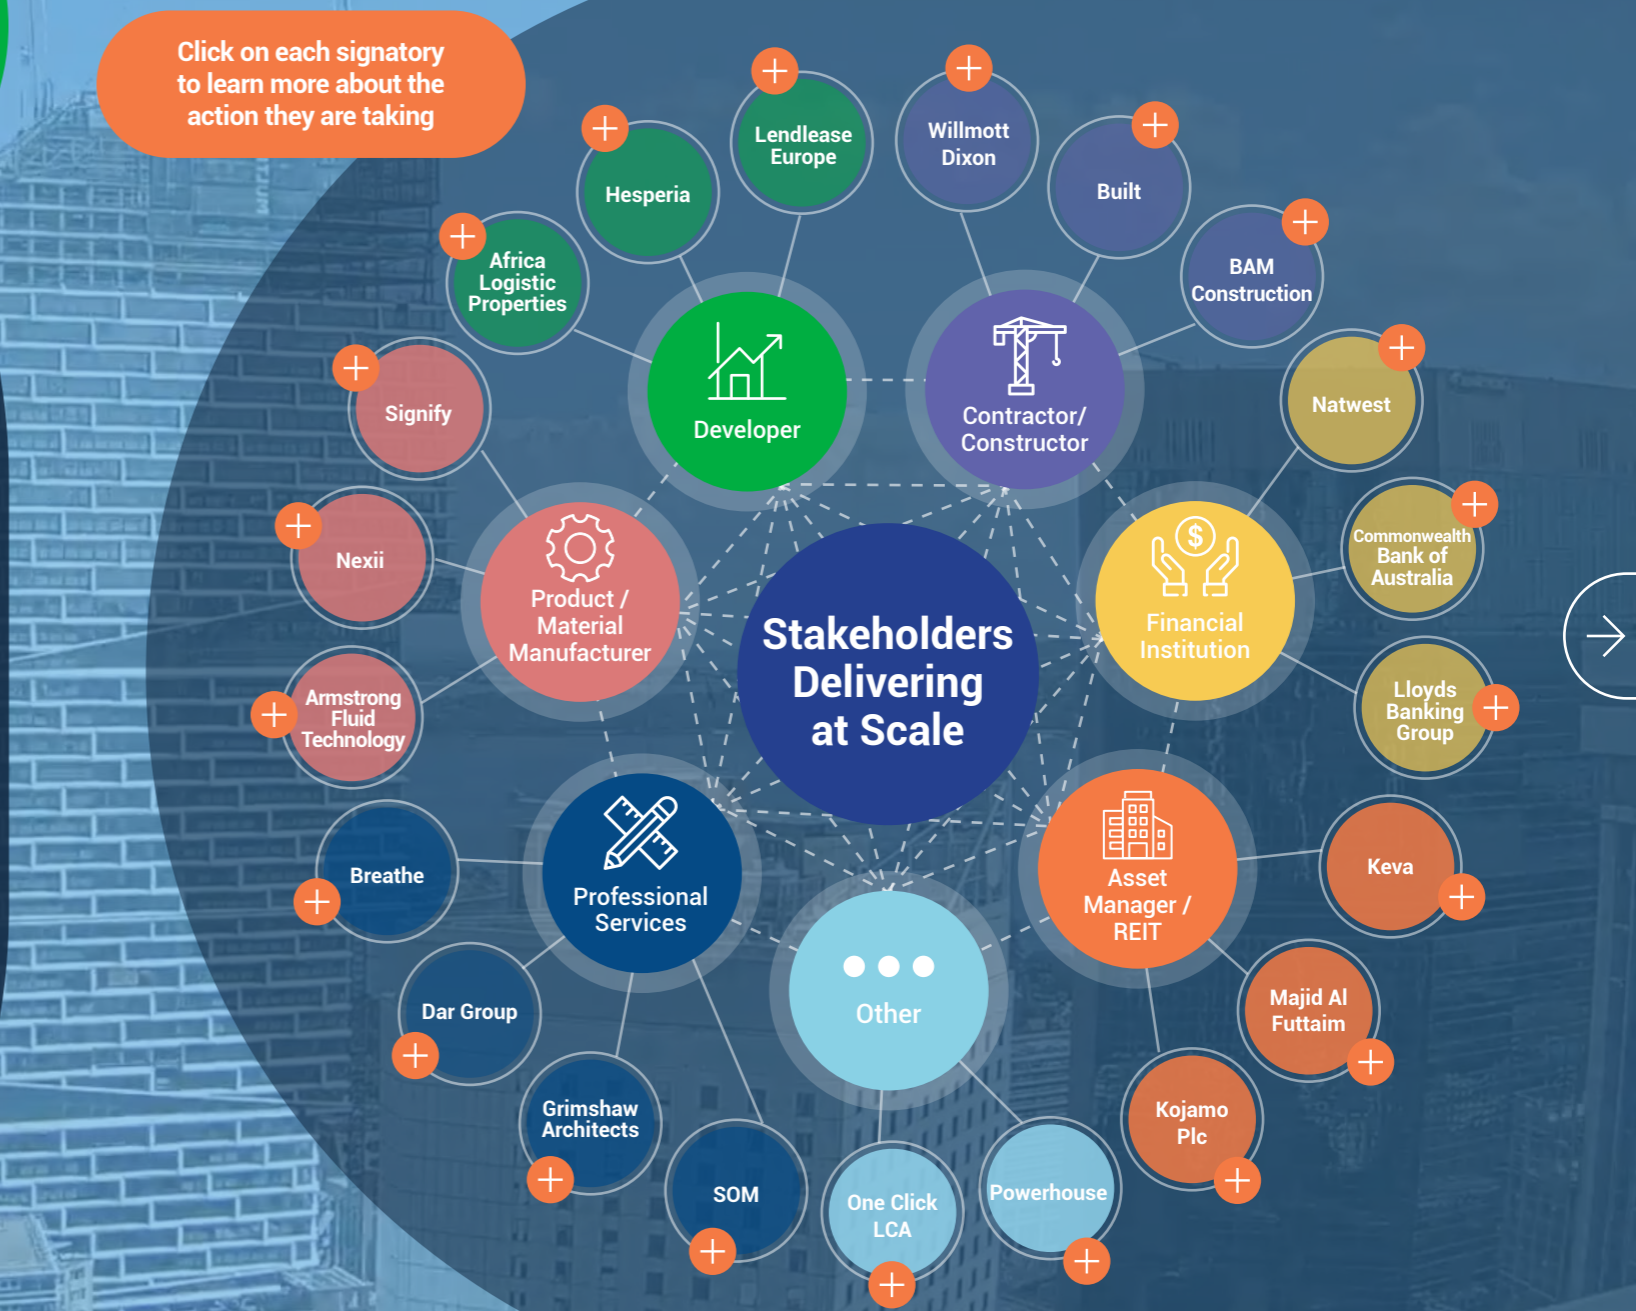 Click on each signatory
to learn more about the
action they are taking
Lendlease
Europe
Willmott
Dixon
Hesperia
Built
Africa
Logistic
Properties
BAM
Construction
Signify
Developer
Contractor/
Constructor
Natwest
Nexii
Product /
Material
Manufacturer
Stakeholders
Delivering
at Scale
Financial
Institution
Commonwealth
Bank of
Australia
Armstrong
Fluid
Technology
Lloyds
Banking
Group
Breathe
Professional
Services
Asset
Manager /
REIT
Keva
Dar Group
Other
Majid Al
Futtaim
Grimshaw
Architects
Kojamo
Plc
SOM
One Click
LCA
Powerhouse